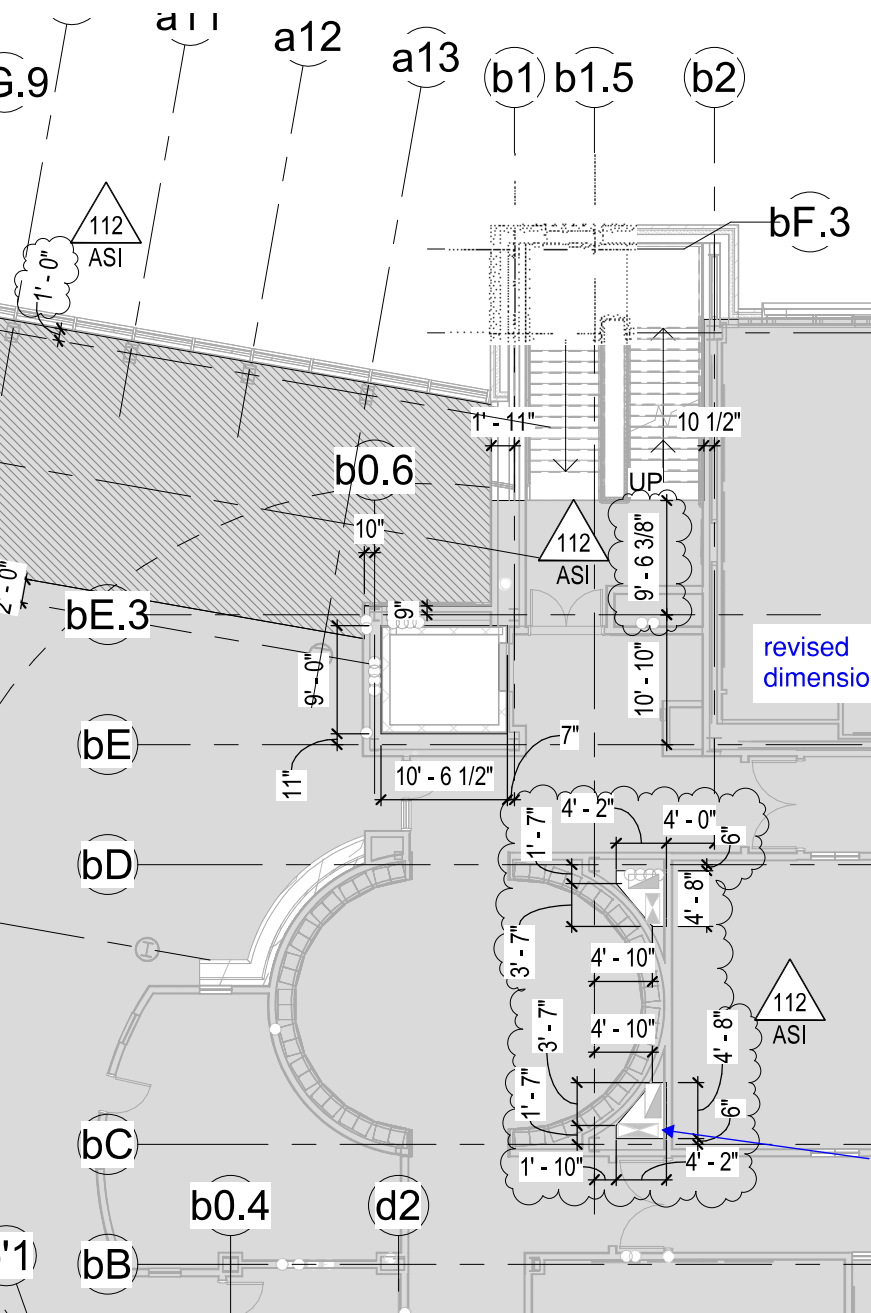 a11
a12
a13
b1
b1.5
b2
G.9
bF.3
112
ASI
1' - 0"
1' - 11"
10 1/2"
b0.6
UP
10"
112
ASI
9' - 6 3/8"
2' - 0"
bE.3
9"
9' - 0"
10' - 10"
revised
dimensio
bE
7"
11"
10' - 6 1/2"
4' - 2"
4' - 0"
1' - 7"
6"
bD
4' - 8"
3' - 7"
4' - 10"
112
ASI
4' - 10"
3' - 7"
4' - 8"
1' - 7"
6"
bC
1' - 10"
4' - 2"
b0.4
d2
'1
bB